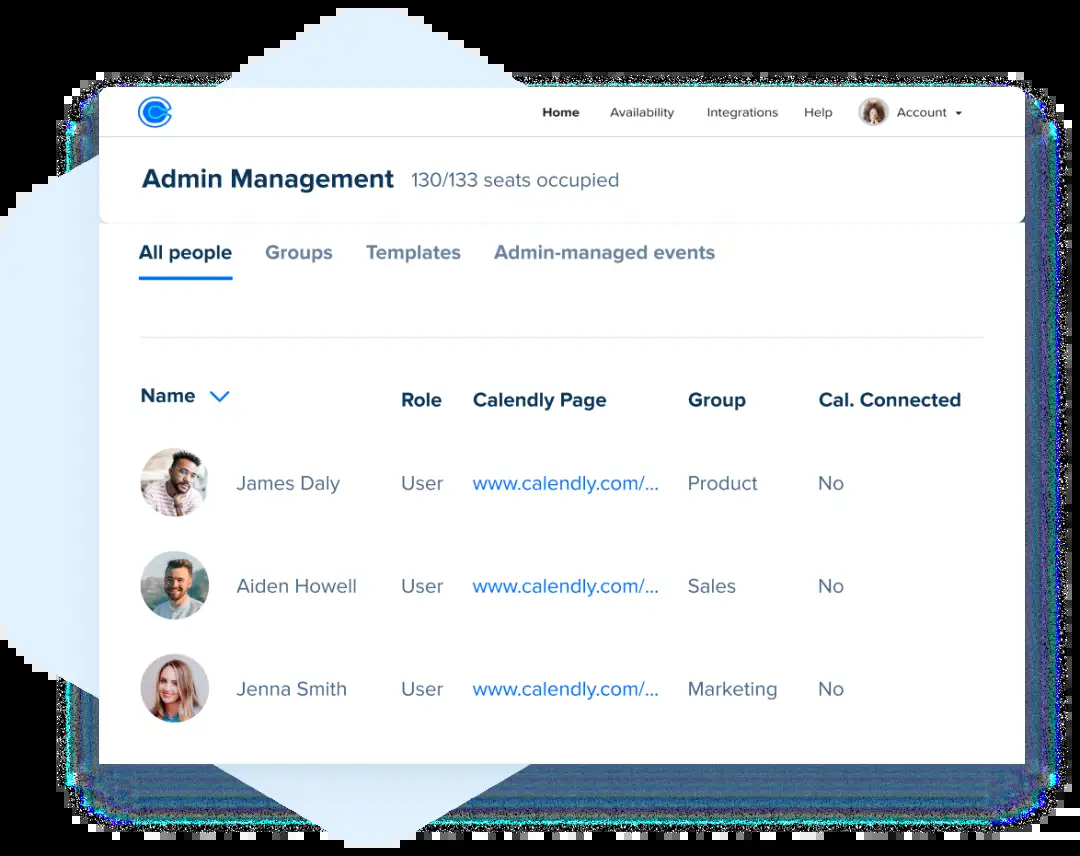 Home Availability Integrations Help Account
Admin Management 130/133 seats occupied
All people Groups Templates Admin-managed events
Name Role Calendly Page Group Cal. Connected
James Daly User www.calendly.com/... Product No
Aiden Howell User www.calendly.com/... Sales No
Jenna Smith User www.calendly.com/... Marketing No